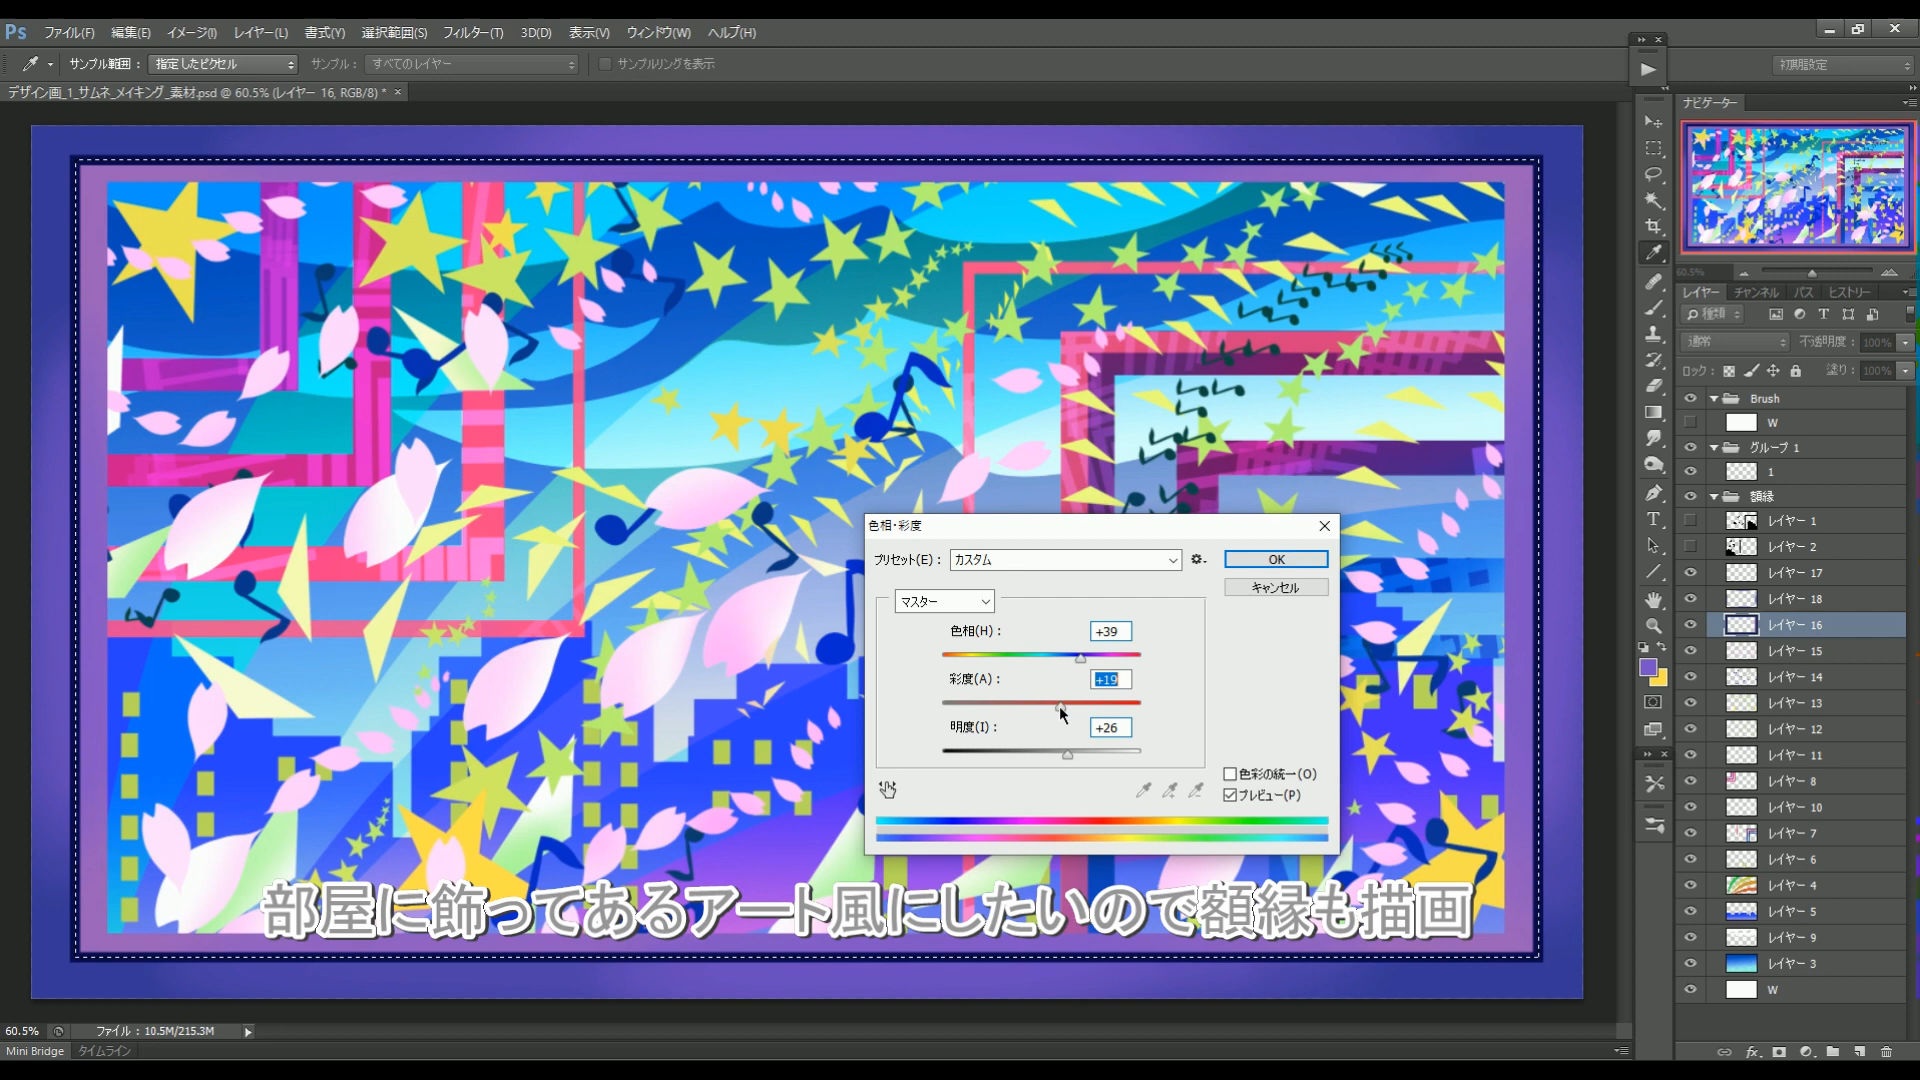 Ps ファイル(F) 編集(E) イメージ(I) レイヤー(L) 書式(Y) 選択範囲(S) フィルター(T) 3D(D) 表示(V) ウィンドウ(W) ヘルプ(H)
サンプル範囲： 指定したピクセル サンプル： すべてのレイヤー サンプルリングを表示 初期設定
デザイン画_1_サムネ_メイキング_素材.psd @ 60.5% (レイヤー 16, RGB/8) * ×
ナビゲーター
60.5%
レイヤー チャンネル パス ヒストリー
種類
通常 不透明度： 100%
ロック： 塗り： 100%
Brush
W
グループ 1
1
額縁
レイヤー 1
レイヤー 2
レイヤー 17
レイヤー 18
レイヤー 16
レイヤー 15
レイヤー 14
レイヤー 13
レイヤー 12
レイヤー 11
レイヤー 8
レイヤー 10
レイヤー 7
レイヤー 6
レイヤー 4
レイヤー 5
レイヤー 9
レイヤー 3
W
色相・彩度
プリセット(E)： カスタム OK
キャンセル
マスター
色相(H)： +39
彩度(A)： +19
明度(I)： +26
色彩の統一(O)
プレビュー(P)
部屋に飾ってあるアート風にしたいので額縁も描画
60.5% ファイル：10.5M/215.3M
Mini Bridge タイムライン